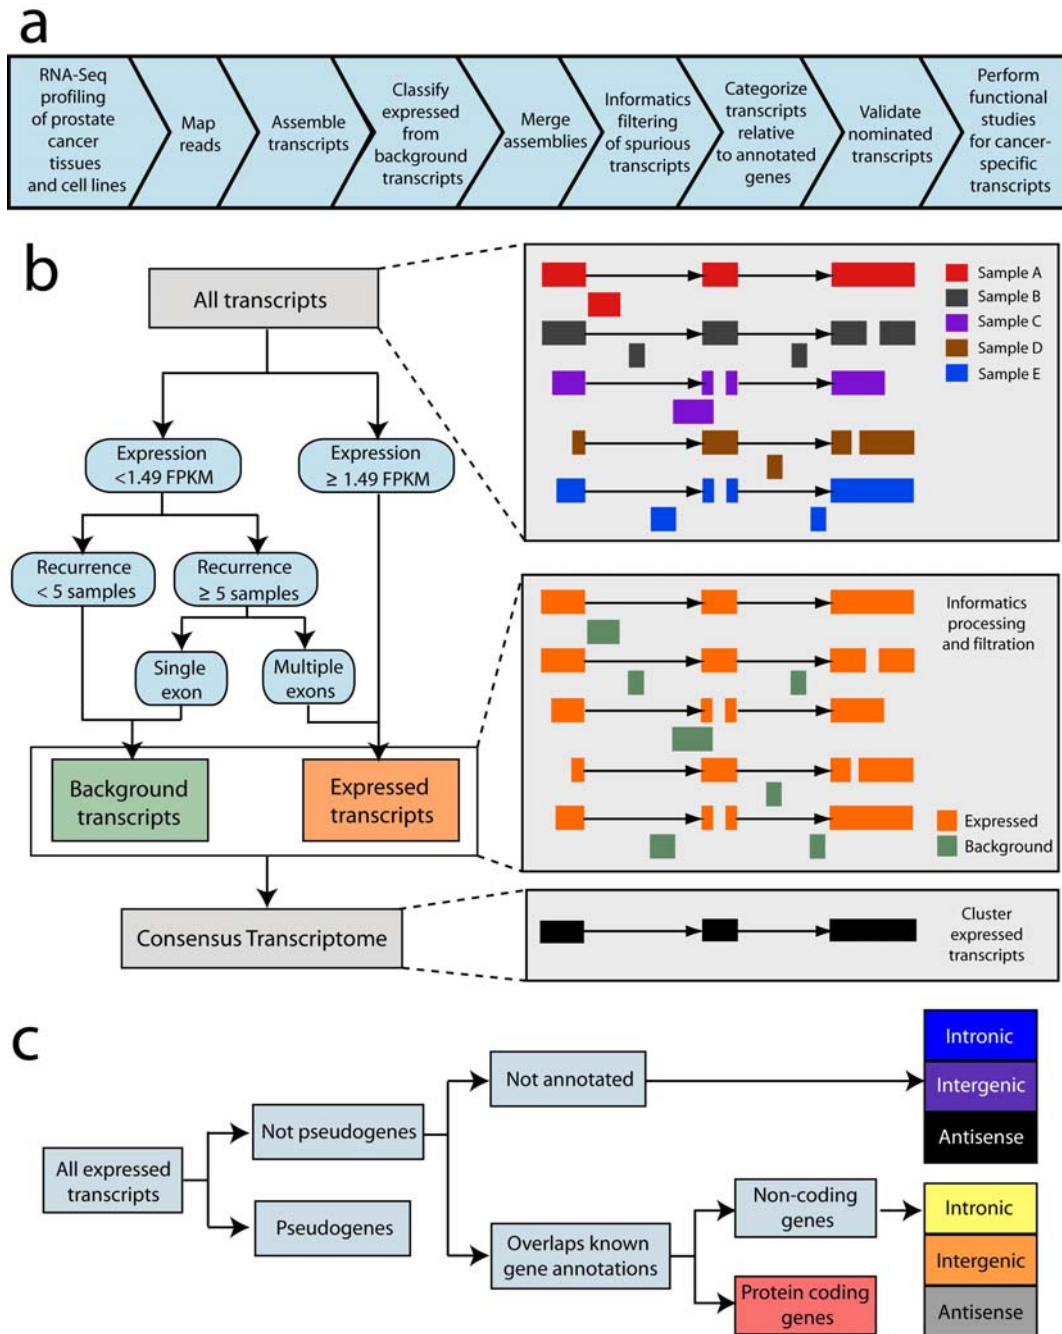 a
RNA-Seq
profiling
of prostate
cancer
tissues
and cell lines
Map
reads
Assemble
transcripts
Classify
expressed
from
background
transcripts
Merge
assemblies
Informatics
filtering
of spurious
transcripts
Categorize
transcripts
relative
to annotated
genes
Validate
nominated
transcripts
Perform
functional
studies
for cancer-
specific
transcripts
b
All transcripts
Expression
<1.49 FPKM
Expression
≥ 1.49 FPKM
Recurrence
< 5 samples
Recurrence
≥ 5 samples
Single
exon
Multiple
exons
Background
transcripts
Expressed
transcripts
Consensus Transcriptome
Sample A
Sample B
Sample C
Sample D
Sample E
Informatics
processing
and filtration
Expressed
Background
Cluster
expressed
transcripts
c
All expressed
transcripts
Not pseudogenes
Pseudogenes
Not annotated
Overlaps known
gene annotations
Non-coding
genes
Protein coding
genes
Intronic
Intergenic
Antisense
Intronic
Intergenic
Antisense